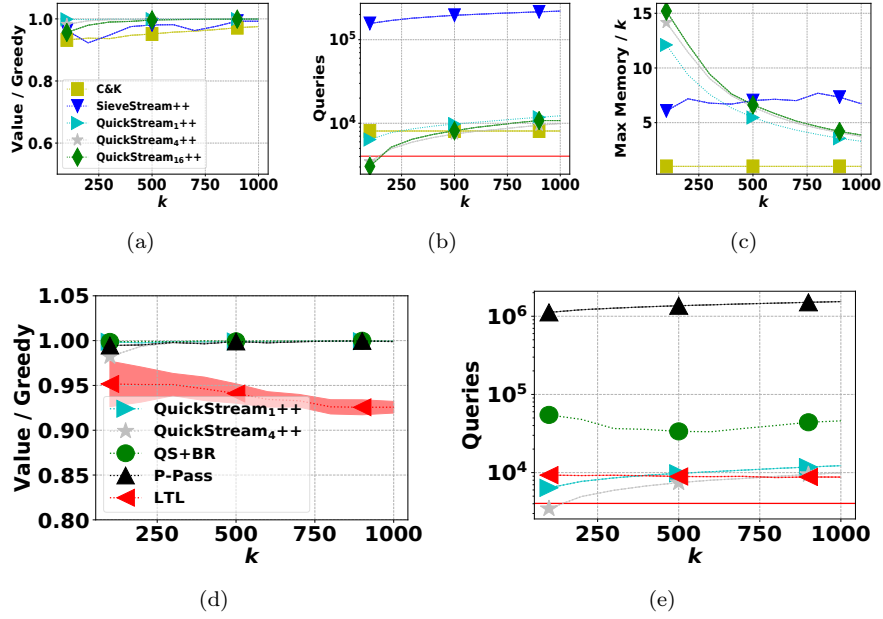 Value / Greedy
1.0
0.8
0.6
C&K
SieveStream++
QuickStream1++
QuickStream4++
QuickStream16++
250 500 750 1000
k
(a)
Queries
10^5
10^4
250 500 750 1000
k
(b)
Max Memory / k
15
10
5
250 500 750 1000
k
(c)
Value / Greedy
1.05
1.00
0.95
0.90
0.85
0.80
QuickStream1++
QuickStream4++
QS+BR
P-Pass
LTL
250 500 750 1000
k
(d)
Queries
10^6
10^5
10^4
250 500 750 1000
k
(e)